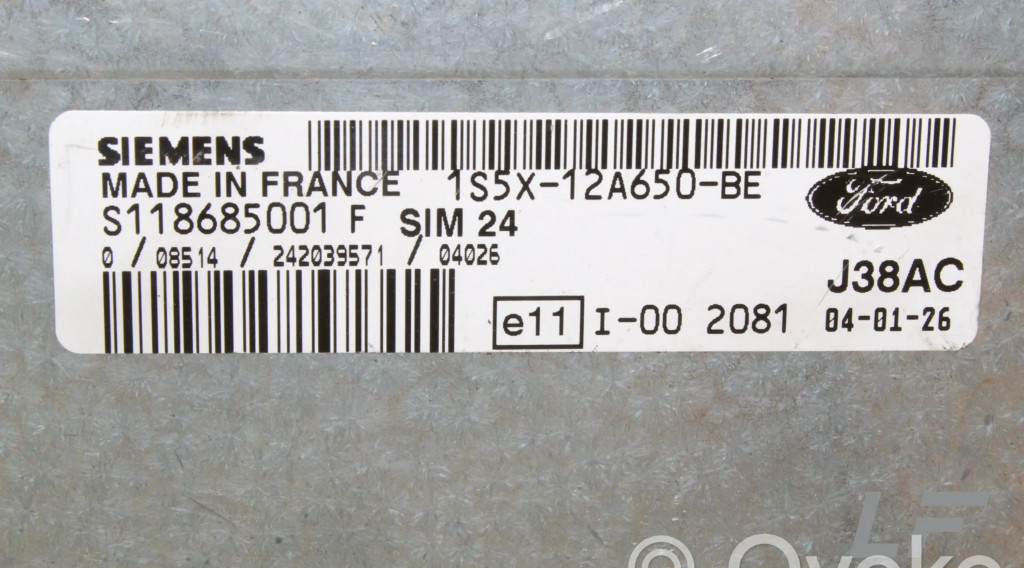 SIEMENS
MADE IN FRANCE 1S5X-12A650-BE
Ford
S118685001 F SIM 24
0 / 08514 / 242039571 / 04026
J38AC
e11 I-00 2081 04-01-26
LF